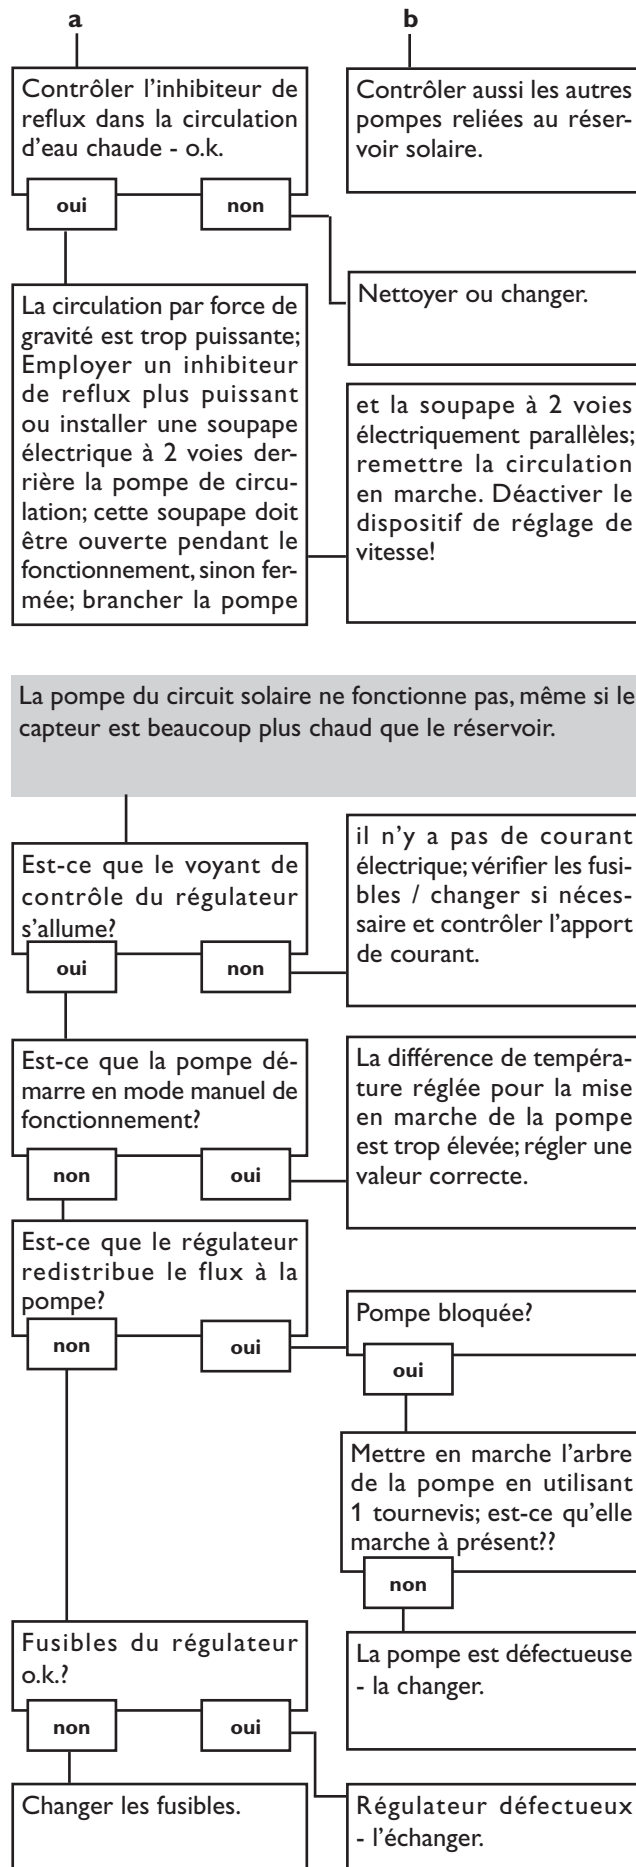 a
b
Contrôler l'inhibiteur de
reflux dans la circulation
d'eau chaude - o.k.
oui
non
Contrôler aussi les autres
pompes reliées au réser-
voir solaire.
La circulation par force de
gravité est trop puissante;
Employer un inhibiteur
de reflux plus puissant
ou installer une soupape
électrique à 2 voies der-
rière la pompe de circu-
lation; cette soupape doit
être ouverte pendant le
fonctionnement, sinon fer-
mée; brancher la pompe
Nettoyer ou changer.
et la soupape à 2 voies
électriquement parallèles;
remettre la circulation
en marche. Déactiver le
dispositif de réglage de
vitesse!
La pompe du circuit solaire ne fonctionne pas, même si le
capteur est beaucoup plus chaud que le réservoir.
Est-ce que le voyant de
contrôle du régulateur
s'allume?
oui
non
il n'y a pas de courant
électrique; vérifier les fusi-
bles / changer si néces-
saire et contrôler l'apport
de courant.
Est-ce que la pompe dé-
marre en mode manuel de
fonctionnement?
non
oui
La différence de tempéra-
ture réglée pour la mise
en marche de la pompe
est trop élevée; régler une
valeur correcte.
Est-ce que le régulateur
redistribue le flux à la
pompe?
non
oui
Pompe bloquée?
oui
Mettre en marche l'arbre
de la pompe en utilisant
1 tournevis; est-ce qu'elle
marche à présent??
non
La pompe est défectueuse
- la changer.
Fusibles du régulateur
o.k.?
non
oui
Changer les fusibles.
Régulateur défectueux
- l'échanger.